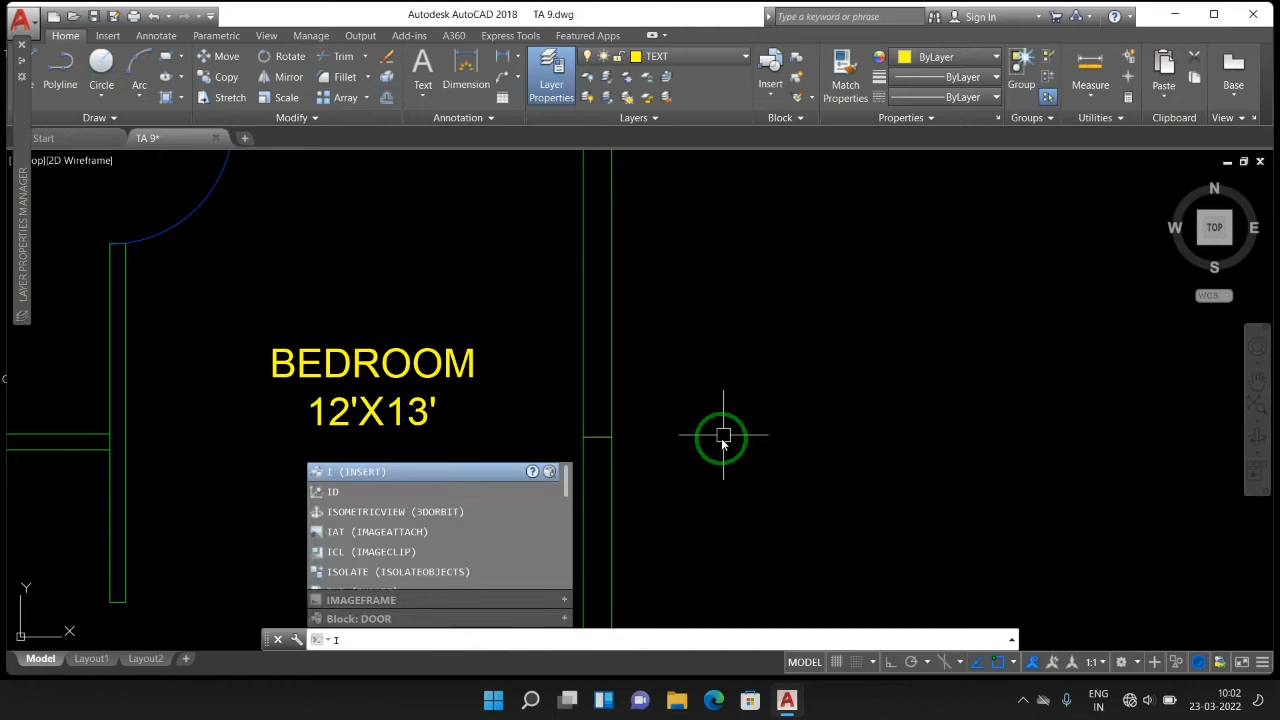 Autodesk AutoCAD 2018 TA 9.dwg
Type a keyword or phrase
Sign In
Home Insert Annotate Parametric View Manage Output Add-ins A360 Express Tools Featured Apps
Polyline Circle Arc
Move Rotate Trim
Copy Mirror Fillet
Stretch Scale Array
Text Dimension
Layer Properties
TEXT
Insert
Match Properties
ByLayer
ByLayer
ByLayer
Group
Measure
Paste
Base
Draw Modify Annotation Layers Block Properties Groups Utilities Clipboard View
Start TA 9*
[2D Wireframe]
N
W TOP E
S
WCS
LAYER PROPERTIES MANAGER
BEDROOM
12'X13'
I (INSERT)
ID
ISOMETRICVIEW (3DORBIT)
IAT (IMAGEATTACH)
ICL (IMAGECLIP)
ISOLATE (ISOLATEOBJECTS)
IMAGEFRAME
Block: DOOR
I
Y
X
Model Layout1 Layout2
MODEL 1:1
ENG
IN
10:02
23-03-2022